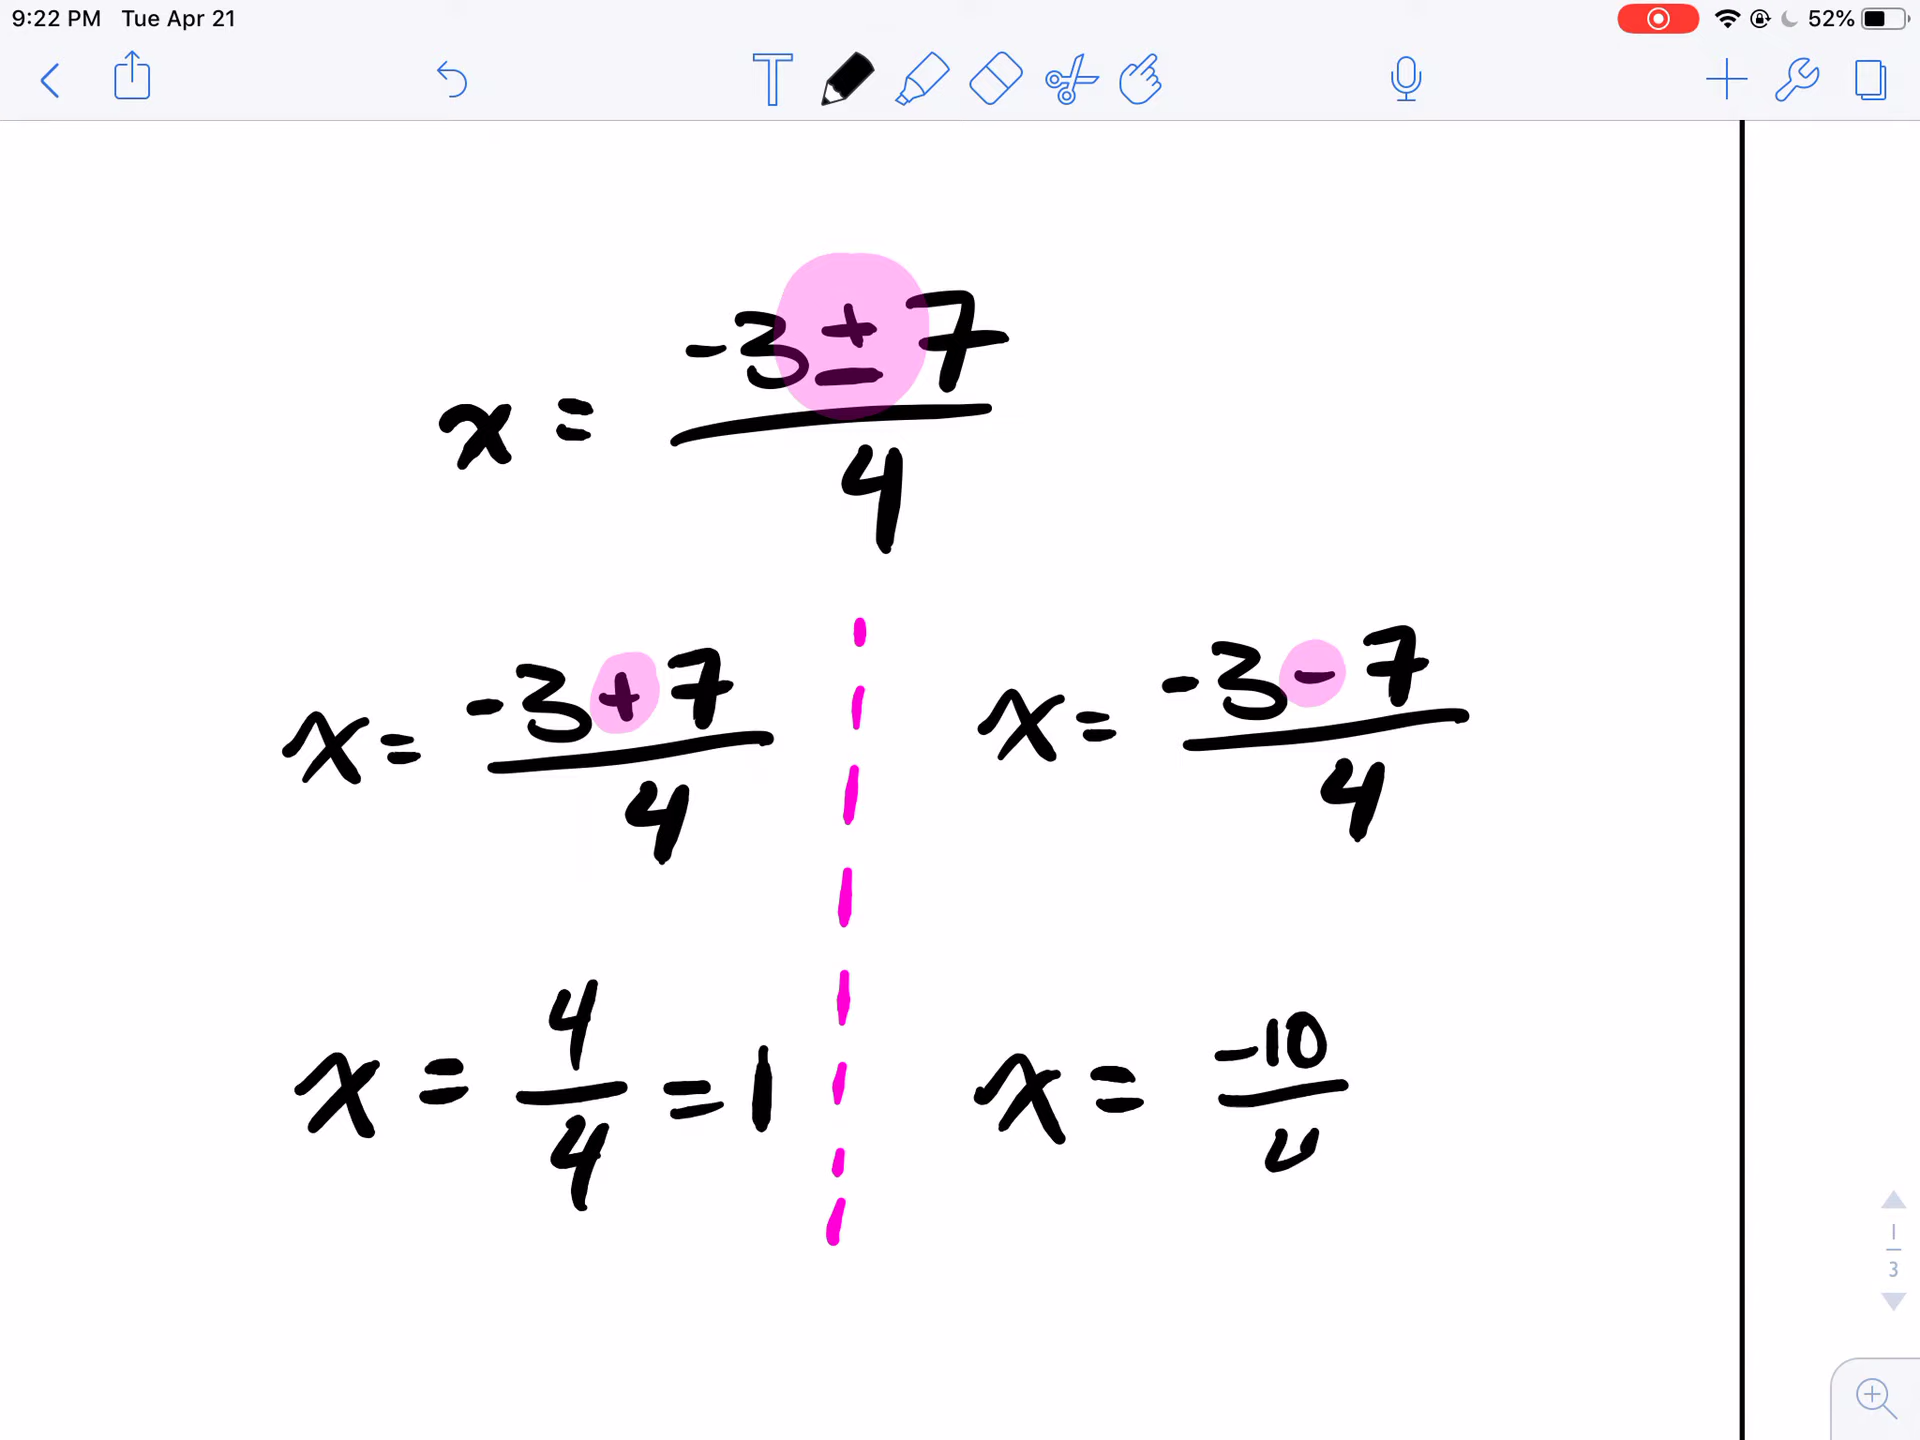 9:22 PM Tue Apr 21 52%
T
x = (-3 ± 7)/4
x = (-3 + 7)/4
x = (-3 - 7)/4
x = 4/4 = 1
x = -10/
1/3